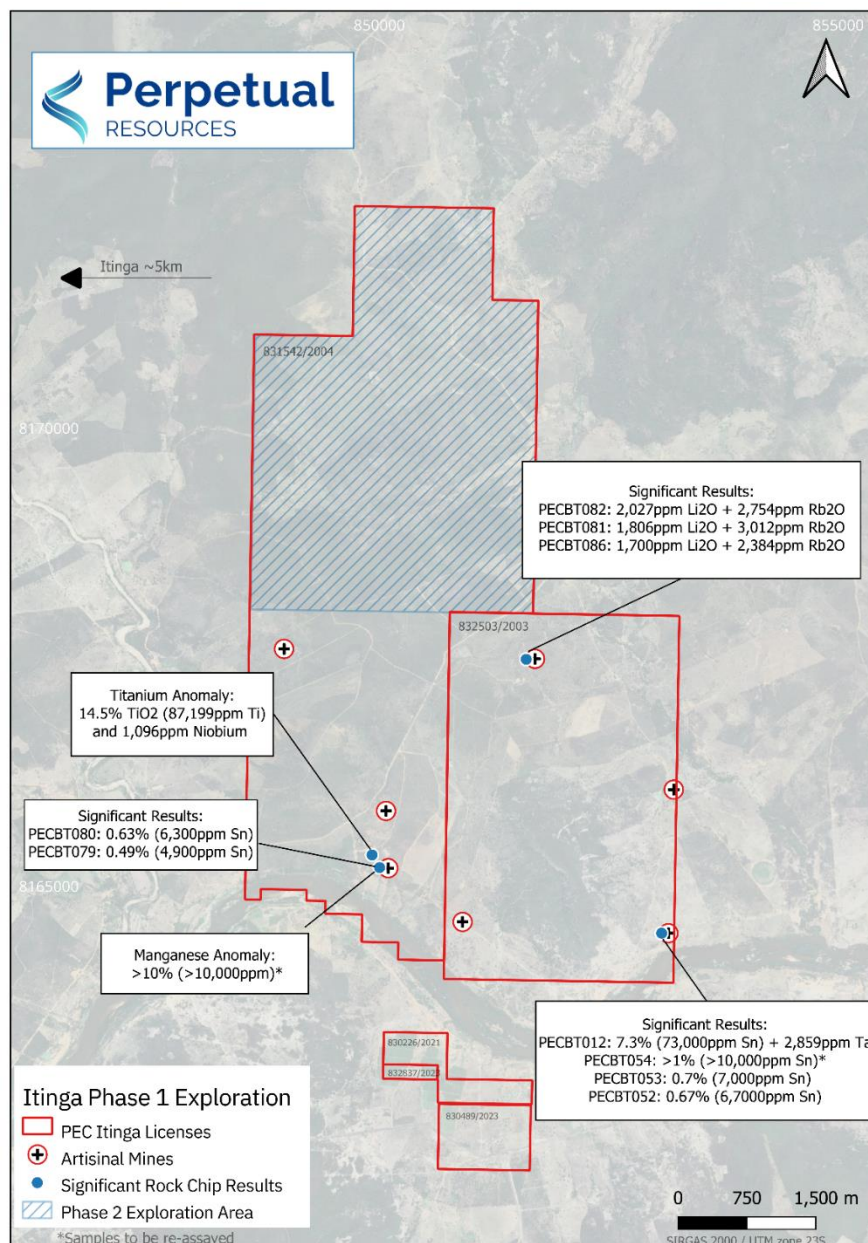 850000
855000
Perpetual
RESOURCES
Itinga ~5km
831542/2004
8170000
Significant Results:
PECBT082: 2,027ppm Li2O + 2,754ppm Rb2O
PECBT081: 1,806ppm Li2O + 3,012ppm Rb2O
PECBT086: 1,700ppm Li2O + 2,384ppm Rb2O
832503/2003
Titanium Anomaly:
14.5% TiO2 (87,199ppm Ti)
and 1,096ppm Niobium
Significant Results:
PECBT080: 0.63% (6,300ppm Sn)
PECBT079: 0.49% (4,900ppm Sn)
8165000
Manganese Anomaly:
>10% (>10,000ppm)*
Significant Results:
PECBT012: 7.3% (73,000ppm Sn) + 2,859ppm Ta
PECBT054: >1% (>10,000ppm Sn)*
PECBT053: 0.7% (7,000ppm Sn)
PECBT052: 0.67% (6,7000ppm Sn)
830226/2021
832837/2023
830489/2023
Itinga Phase 1 Exploration
PEC Itinga Licenses
Artisinal Mines
Significant Rock Chip Results
Phase 2 Exploration Area
*Samples to be re-assayed
0 750 1,500 m
SIRGAS 2000 / UTM zone 23S